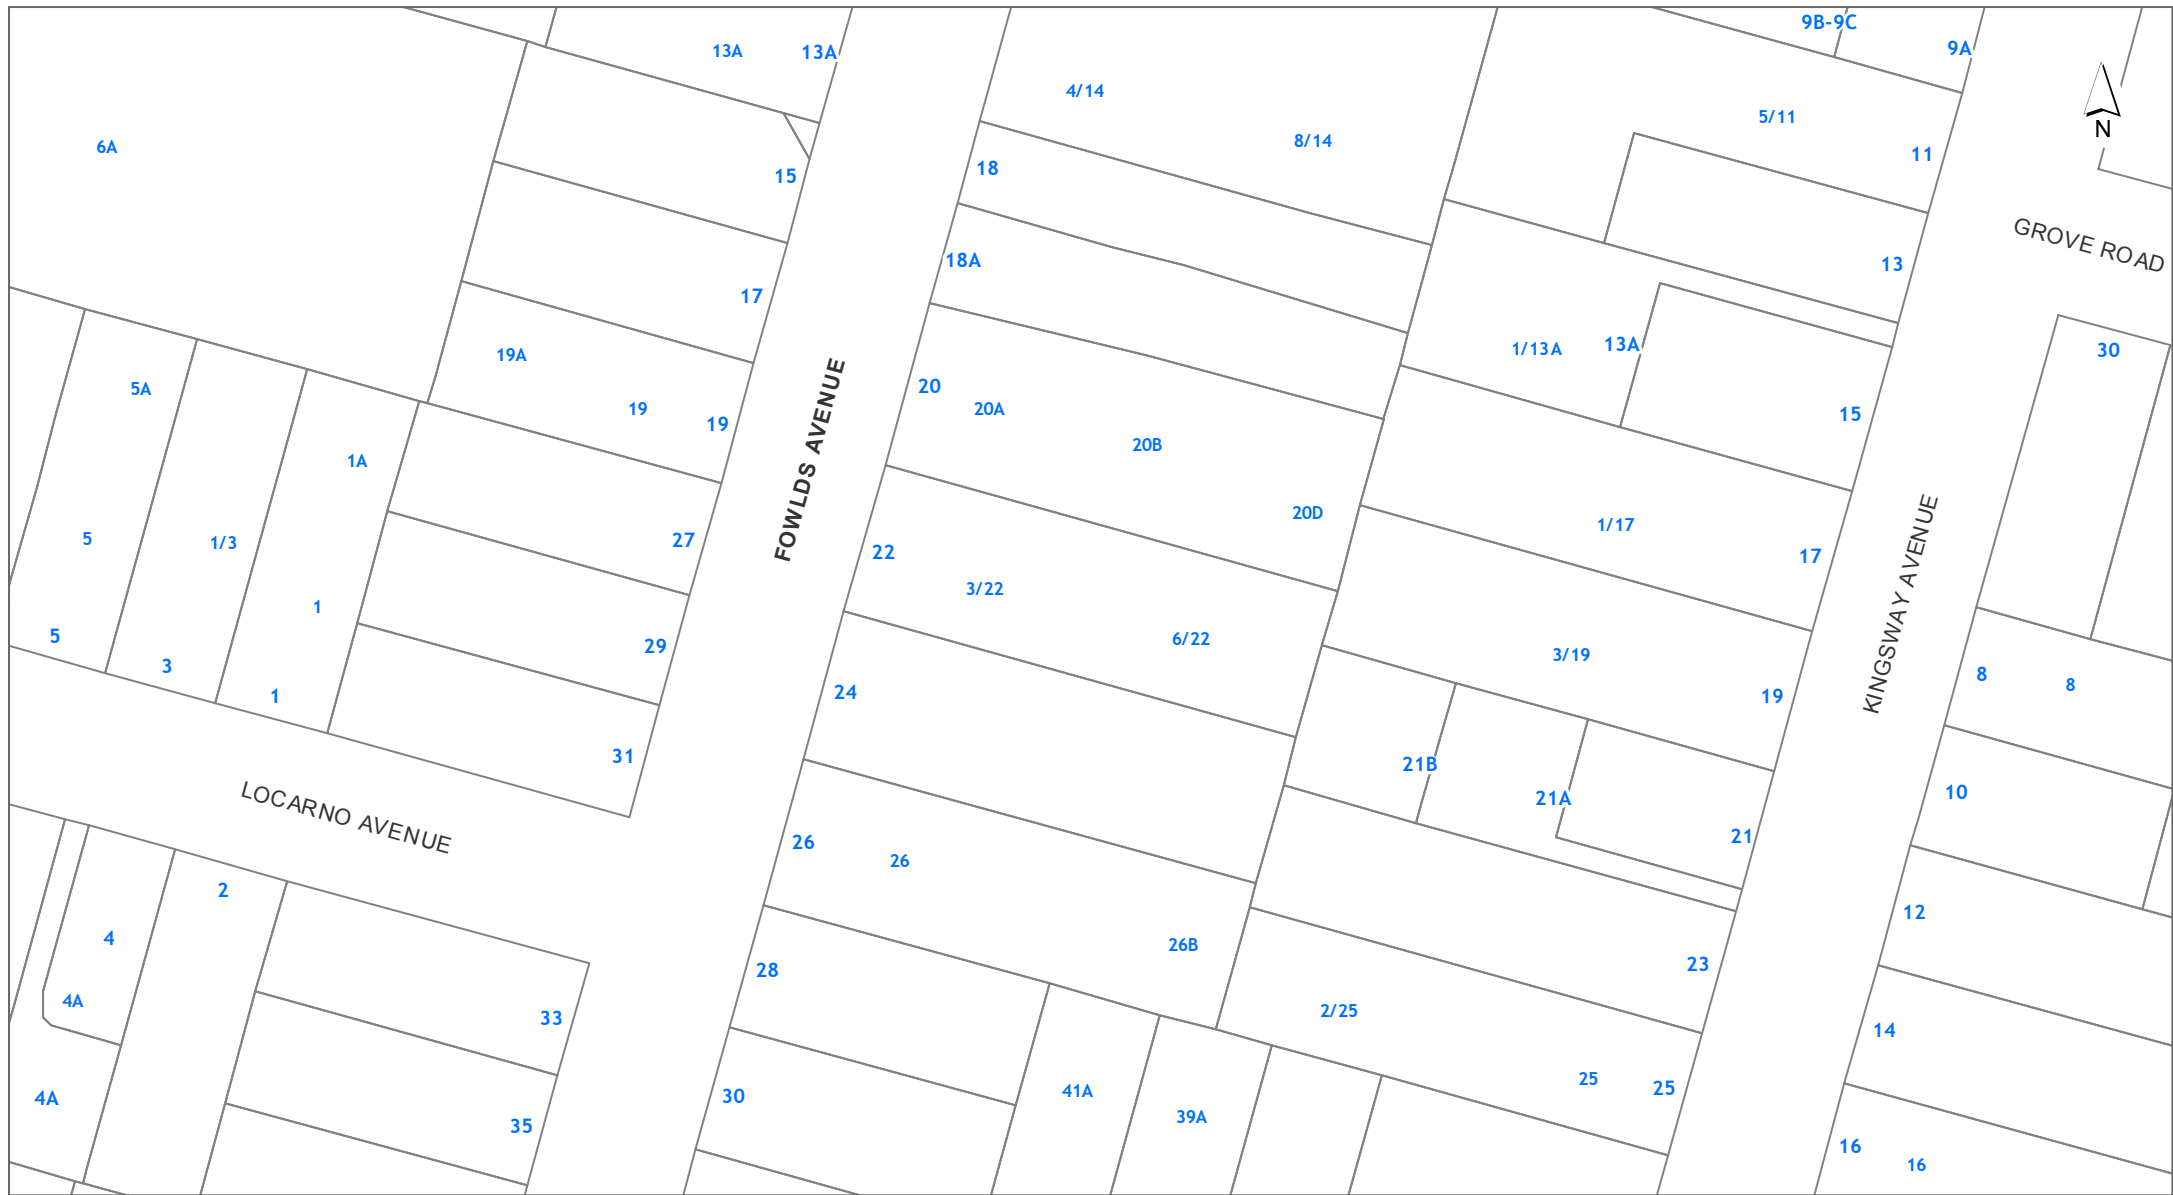 9B-9C
13A
13A
9A
4/14
5/11
N
8/14
6A
11
18
15
GROVE ROAD
18A
13
17
13A
1/13A
30
19A
20
5A
19
20A
15
19
20B
FOWLDS AVENUE
1A
20D
1/17
5
1/3
27
22
17
3/22
KINGSWAY AVENUE
1
5
6/22
29
3/19
3
8
8
1
24
19
31
21B
10
21A
LOCARNO AVENUE
21
26
26
2
12
4
26B
23
28
4A
2/25
33
14
25
25
41A
30
4A
39A
35
16
16